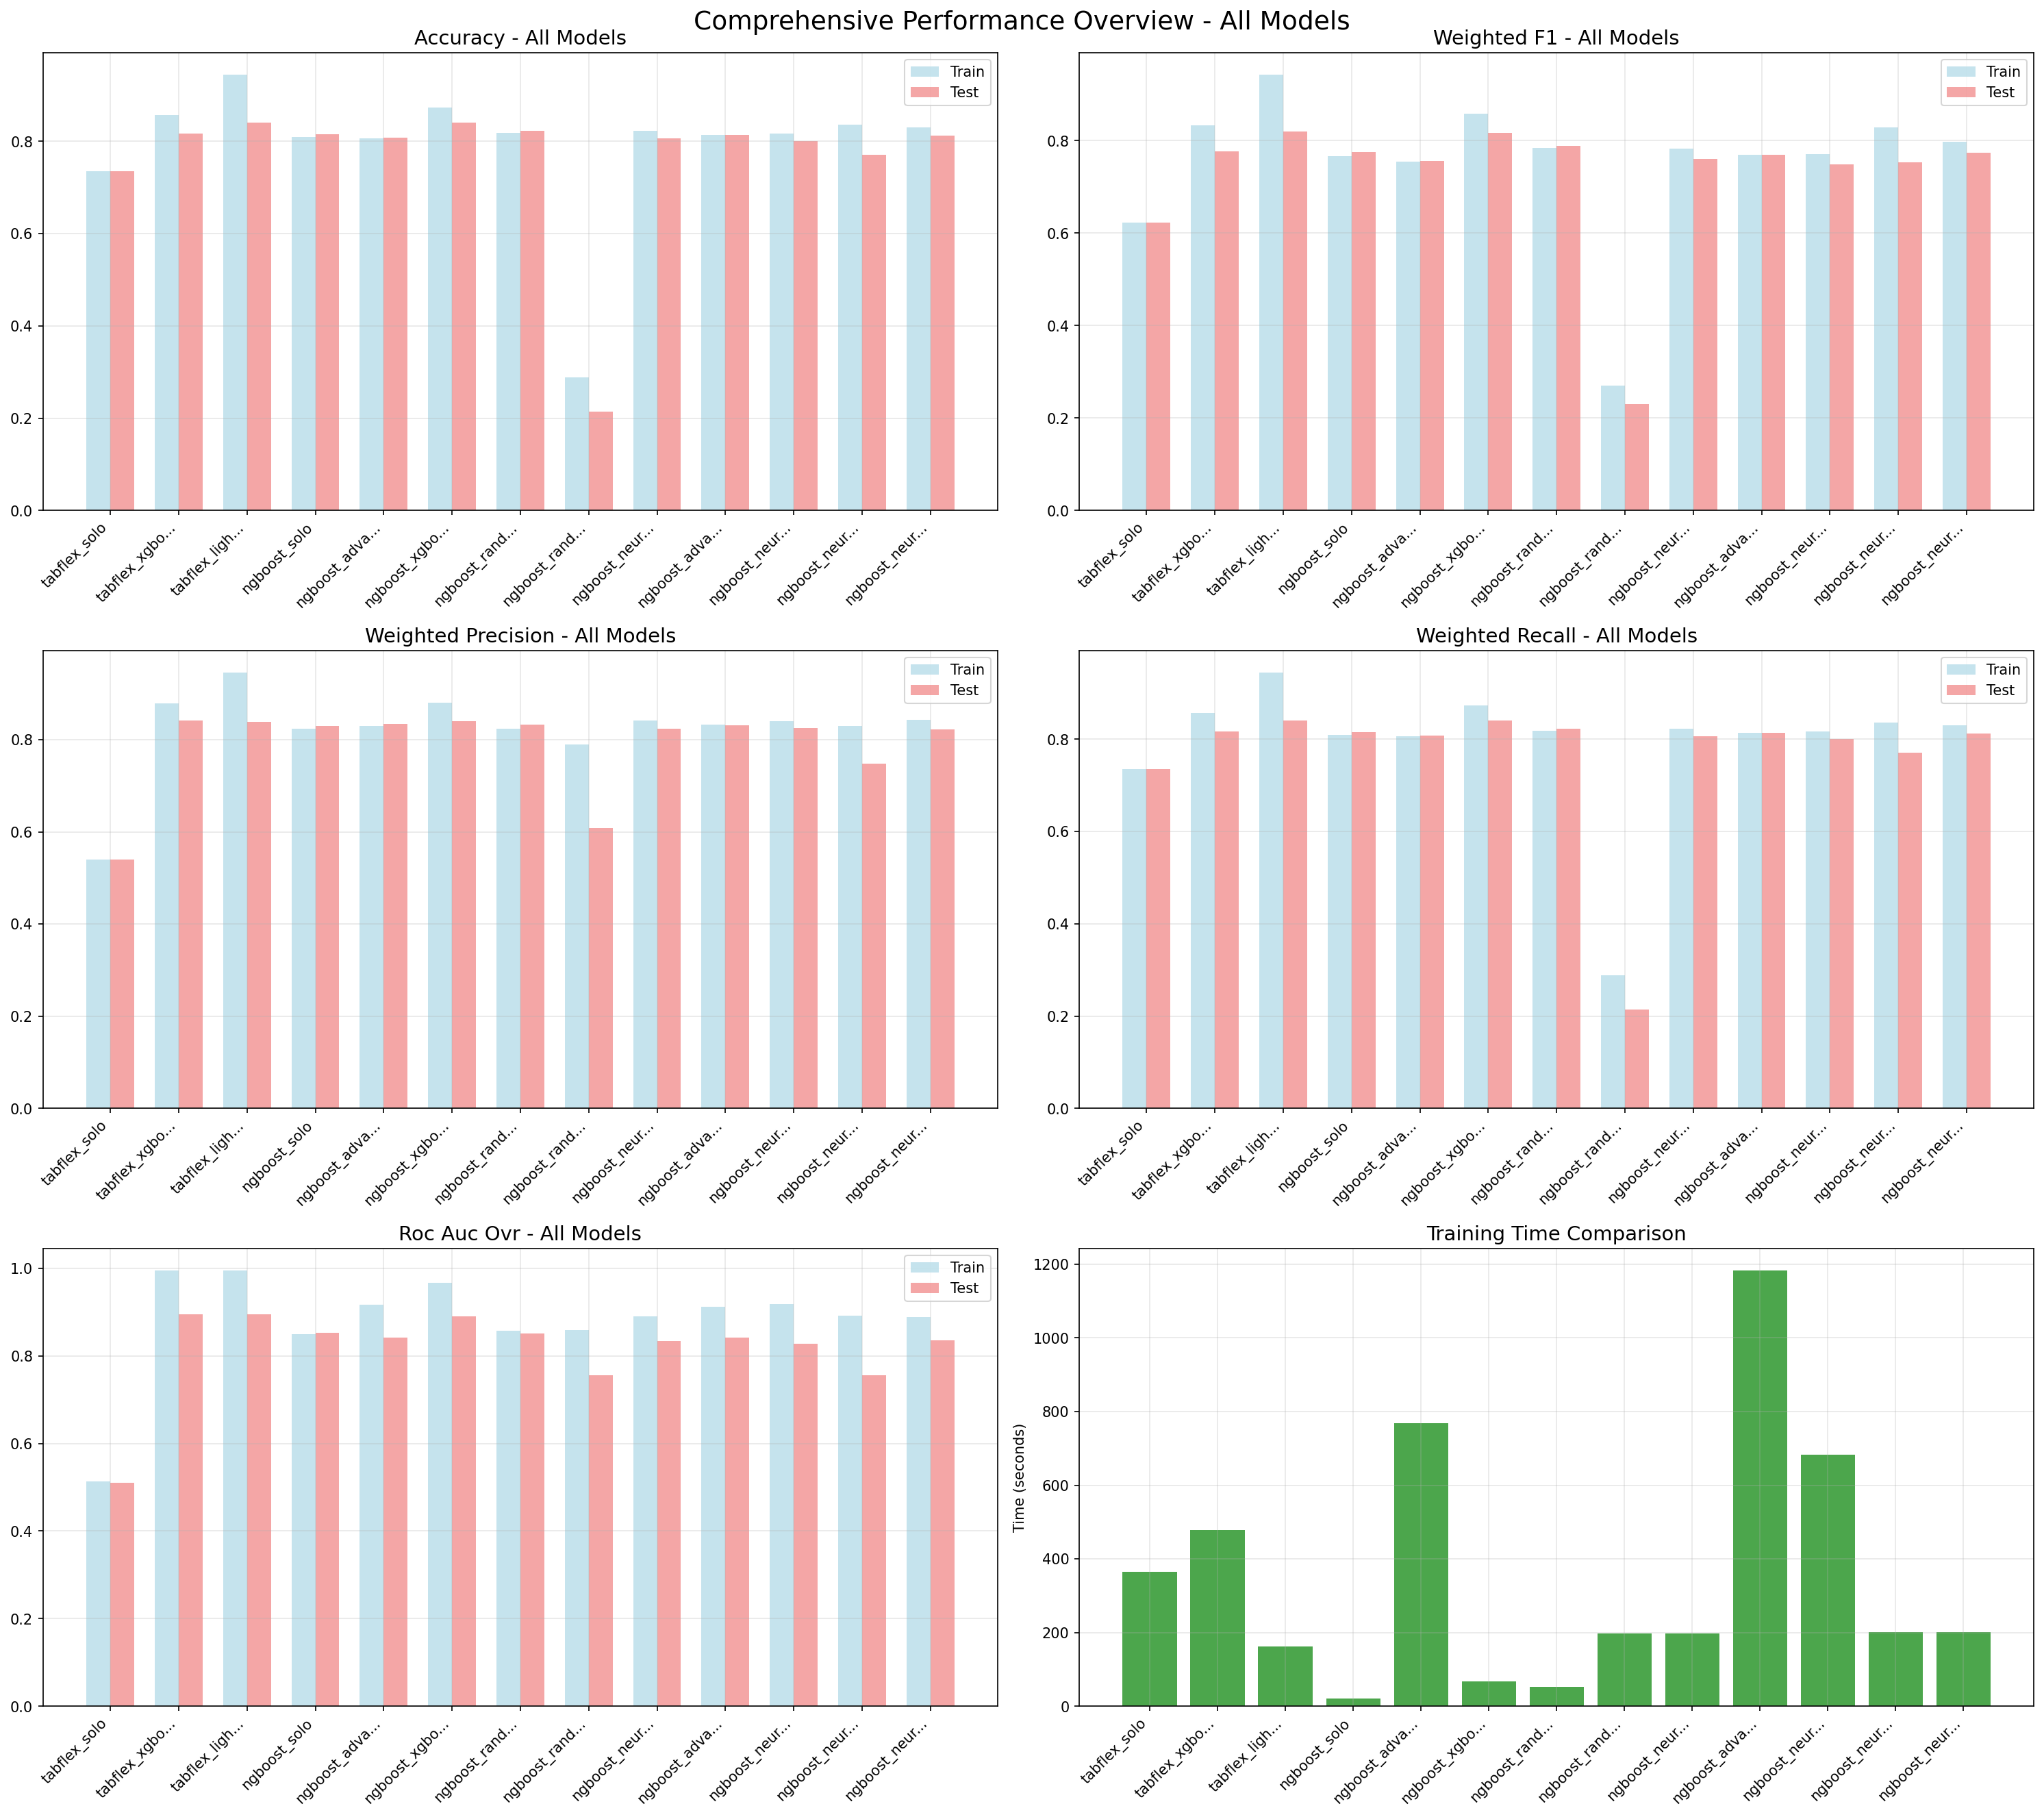 Comprehensive Performance Overview - All Models
Accuracy - All Models
Train
Test
0.8
0.6
0.4
0.2
0.0
tabflex_solo
tabflex_xgbo...
tabflex_ligh...
ngboost_solo
ngboost_adva...
ngboost_xgbo...
ngboost_rand...
ngboost_rand...
ngboost_neur...
ngboost_adva...
ngboost_neur...
ngboost_neur...
ngboost_neur...
Weighted F1 - All Models
Train
Test
0.8
0.6
0.4
0.2
0.0
tabflex_solo
tabflex_xgbo...
tabflex_ligh...
ngboost_solo
ngboost_adva...
ngboost_xgbo...
ngboost_rand...
ngboost_rand...
ngboost_neur...
ngboost_adva...
ngboost_neur...
ngboost_neur...
ngboost_neur...
Weighted Precision - All Models
Train
Test
0.8
0.6
0.4
0.2
0.0
tabflex_solo
tabflex_xgbo...
tabflex_ligh...
ngboost_solo
ngboost_adva...
ngboost_xgbo...
ngboost_rand...
ngboost_rand...
ngboost_neur...
ngboost_adva...
ngboost_neur...
ngboost_neur...
ngboost_neur...
Weighted Recall - All Models
Train
Test
0.8
0.6
0.4
0.2
0.0
tabflex_solo
tabflex_xgbo...
tabflex_ligh...
ngboost_solo
ngboost_adva...
ngboost_xgbo...
ngboost_rand...
ngboost_rand...
ngboost_neur...
ngboost_adva...
ngboost_neur...
ngboost_neur...
ngboost_neur...
Roc Auc Ovr - All Models
Train
Test
1.0
0.8
0.6
0.4
0.2
0.0
tabflex_solo
tabflex_xgbo...
tabflex_ligh...
ngboost_solo
ngboost_adva...
ngboost_xgbo...
ngboost_rand...
ngboost_rand...
ngboost_neur...
ngboost_adva...
ngboost_neur...
ngboost_neur...
ngboost_neur...
Training Time Comparison
Time (seconds)
1200
1000
800
600
400
200
0
tabflex_solo
tabflex_xgbo...
tabflex_ligh...
ngboost_solo
ngboost_adva...
ngboost_xgbo...
ngboost_rand...
ngboost_rand...
ngboost_neur...
ngboost_adva...
ngboost_neur...
ngboost_neur...
ngboost_neur...